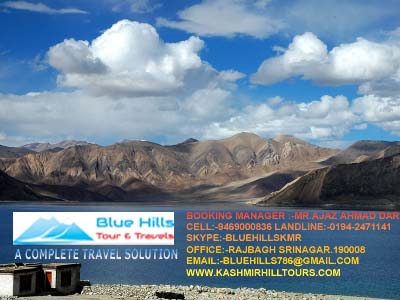 Blue Hills
Tour & Travels
A COMPLETE TRAVEL SOLUTION
BOOKING MANAGER :-MR AJAZ AHMAD DAR
CELL:-9469000836 LANDLINE:-0194-2471141
SKYPE:-BLUEHILLSKMR
OFFICE:-RAJBAGH SRINAGAR.190008
EMAIL:-BLUEHILLS786@GMAIL.COM
WWW.KASHMIRHILLTOURS.COM